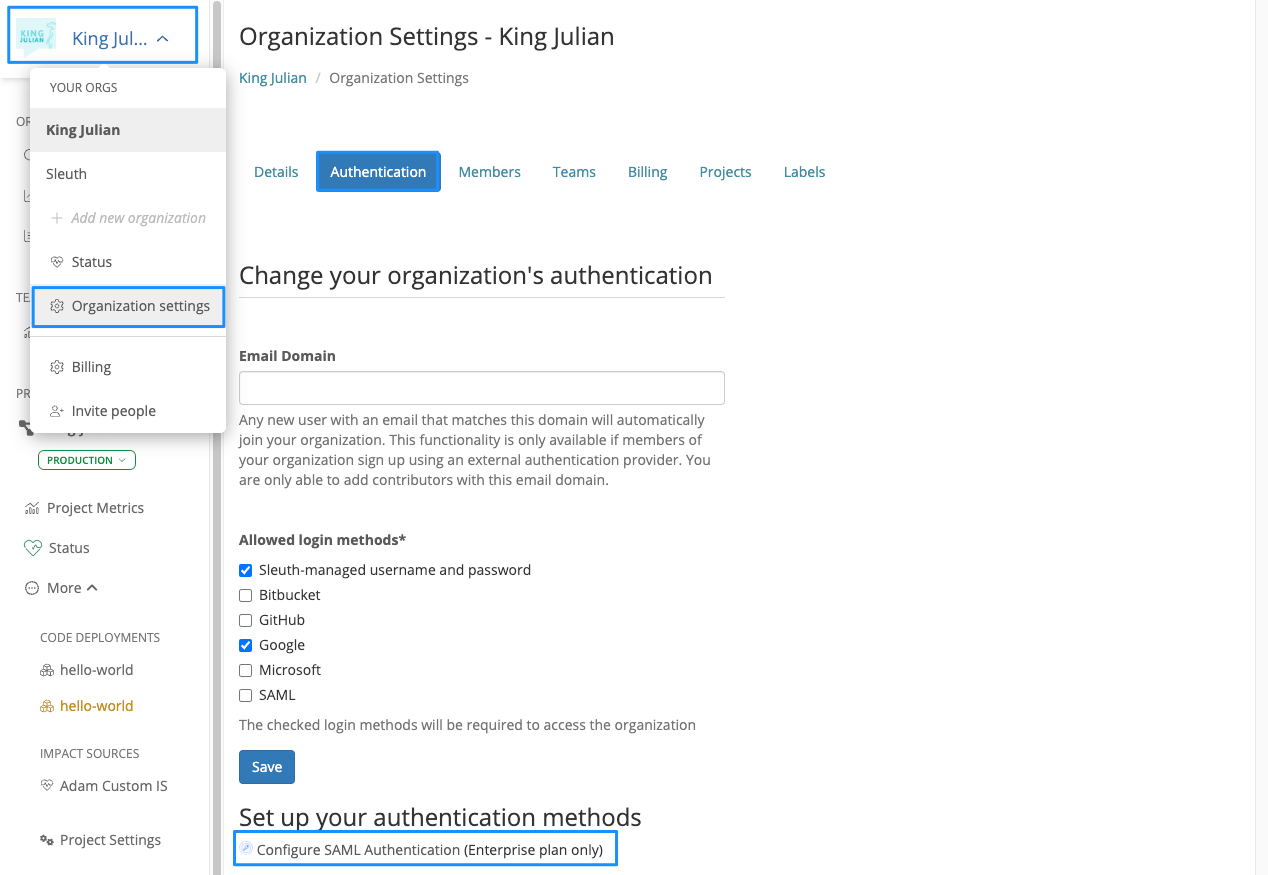 KING
JULIAN
King Jul...
YOUR ORGS
King Julian
Sleuth
Add new organization
Status
Organization settings
Billing
Invite people
PRODUCTION
Project Metrics
Status
More
CODE DEPLOYMENTS
hello-world
hello-world
IMPACT SOURCES
Adam Custom IS
Project Settings
Organization Settings - King Julian
King Julian / Organization Settings
Details Authentication Members Teams Billing Projects Labels
Change your organization's authentication
Email Domain
Any new user with an email that matches this domain will automatically
join your organization. This functionality is only available if members of
your organization sign up using an external authentication provider. You
are only able to add contributors with this email domain.
Allowed login methods*
Sleuth-managed username and password
Bitbucket
GitHub
Google
Microsoft
SAML
The checked login methods will be required to access the organization
Save
Set up your authentication methods
Configure SAML Authentication (Enterprise plan only)